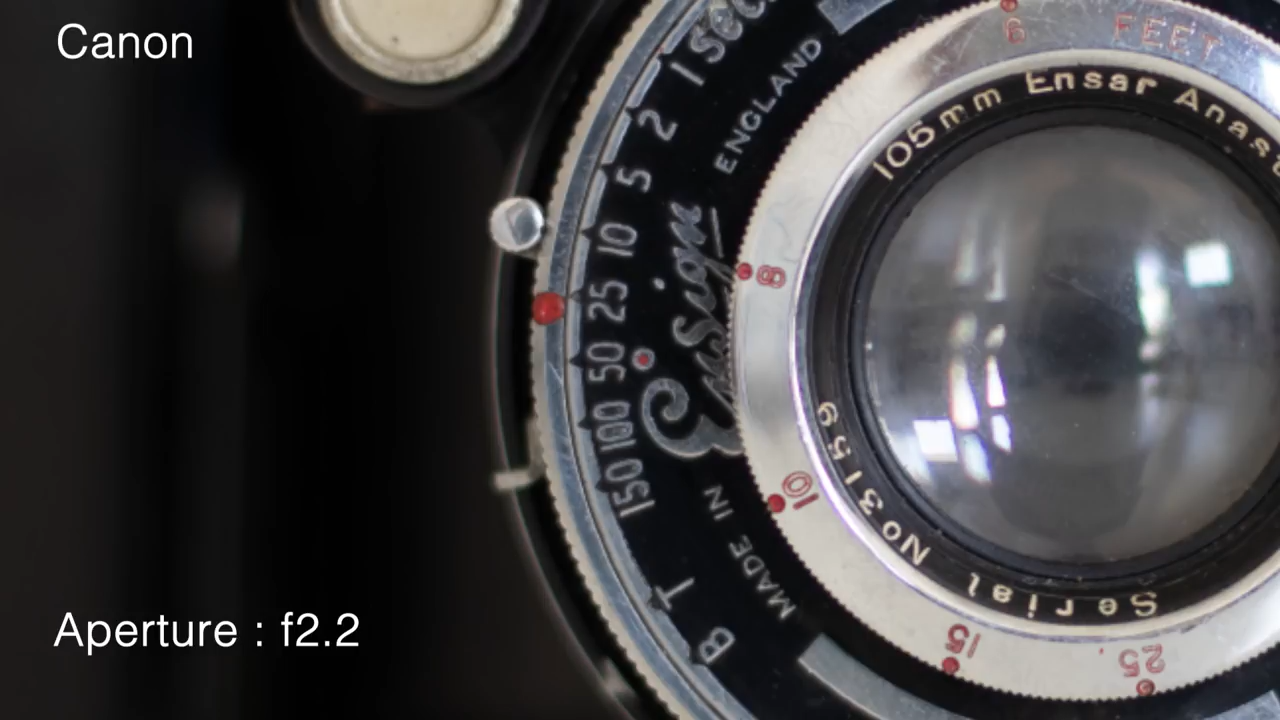 Canon
1 Sec
2
5
10
25
50
100
150
T
B
MADE IN ENGLAND
Ensign
6 FEET
8
10
15
25
105mm Ensar
Serial No 3159
Aperture : f2.2